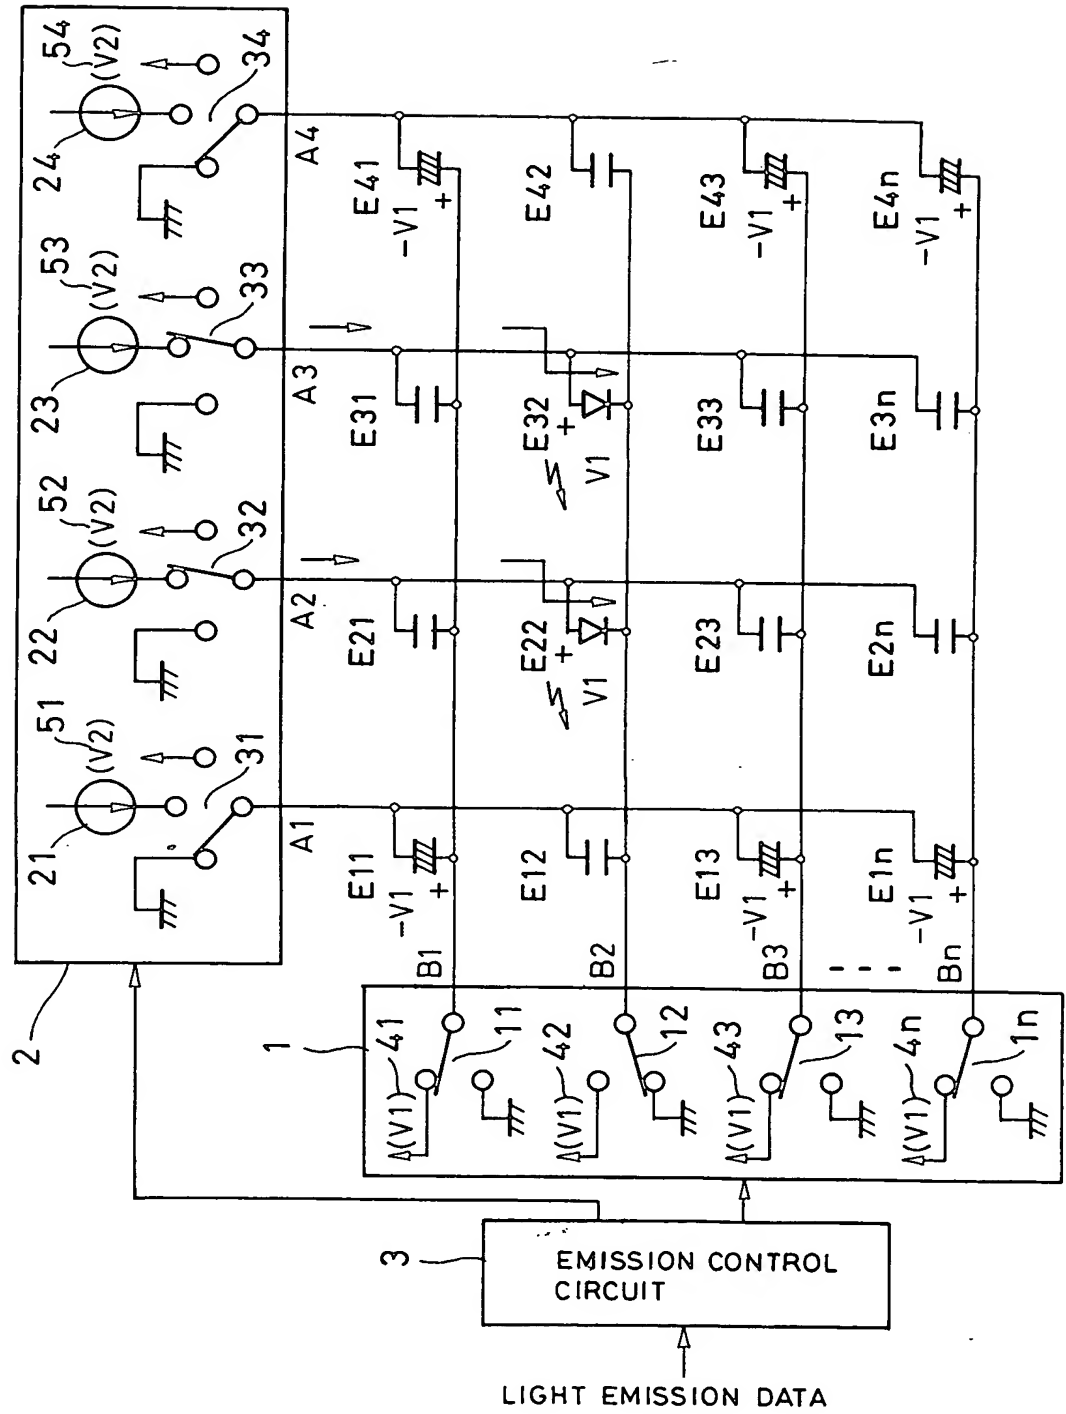 24 54
(V2)
23 53
(V2)
22 52
(V2)
21 51
(V2)
34
33
32
31
2
A1 A2 A3 A4
E11 E21 E31 E41
-V1 + -V1 +
B1
E12 E22 E32 E42
+ V1 + V1
B2
E13 E23 E33 E43
-V1 + -V1 +
B3
E1n E2n E3n E4n
-V1 + -V1 +
Bn
1
(V1) 41
11
(V1) 42
12
(V1) 43
13
(V1) 4n
1n
3
EMISSION CONTROL
CIRCUIT
LIGHT EMISSION DATA